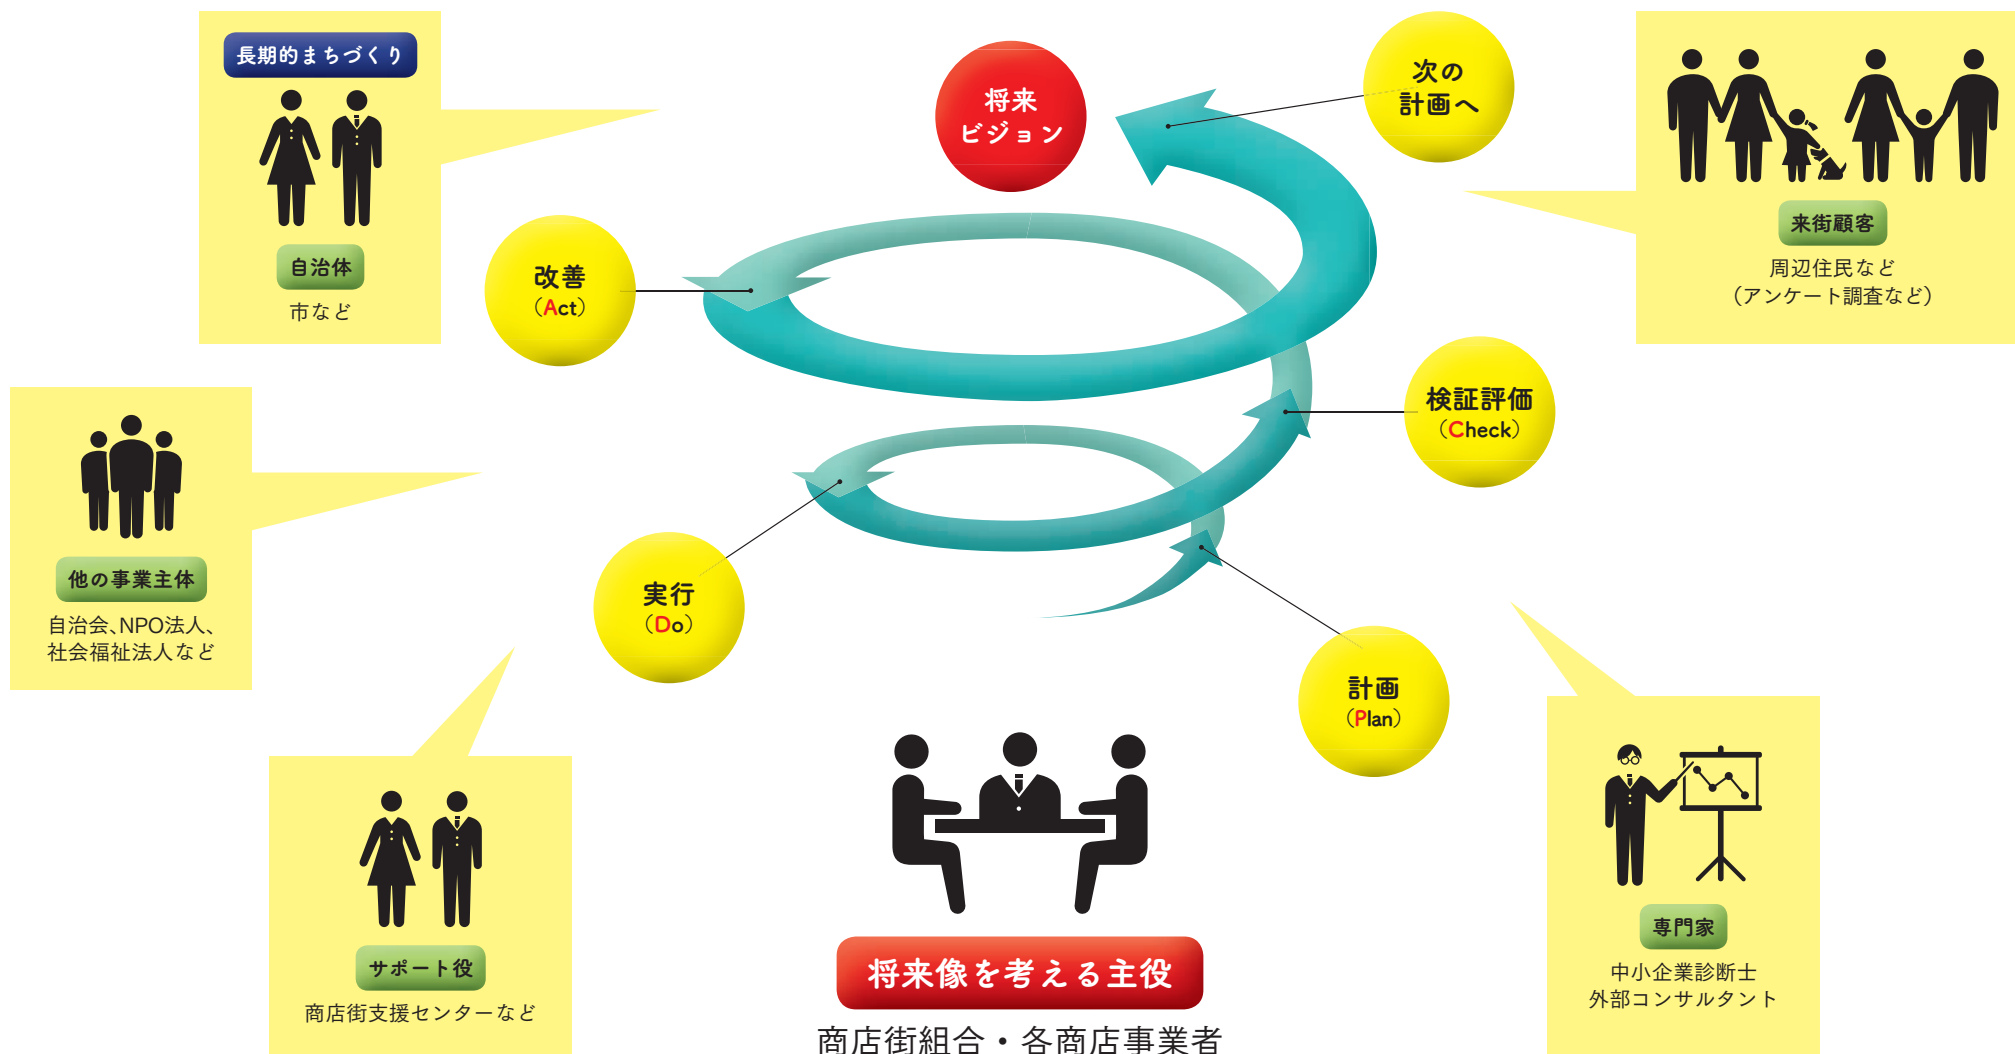 長期的まちづくり
自治体
市など
将来
ビジョン
次の
計画へ
来街顧客
周辺住民など
（アンケート調査など）
改善
（Act）
検証評価
（Check）
他の事業主体
自治会、NPO法人、
社会福祉法人など
実行
（Do）
計画
（Plan）
サポート役
商店街支援センターなど
将来像を考える主役
商店街組合・各商店事業者
専門家
中小企業診断士
外部コンサルタント